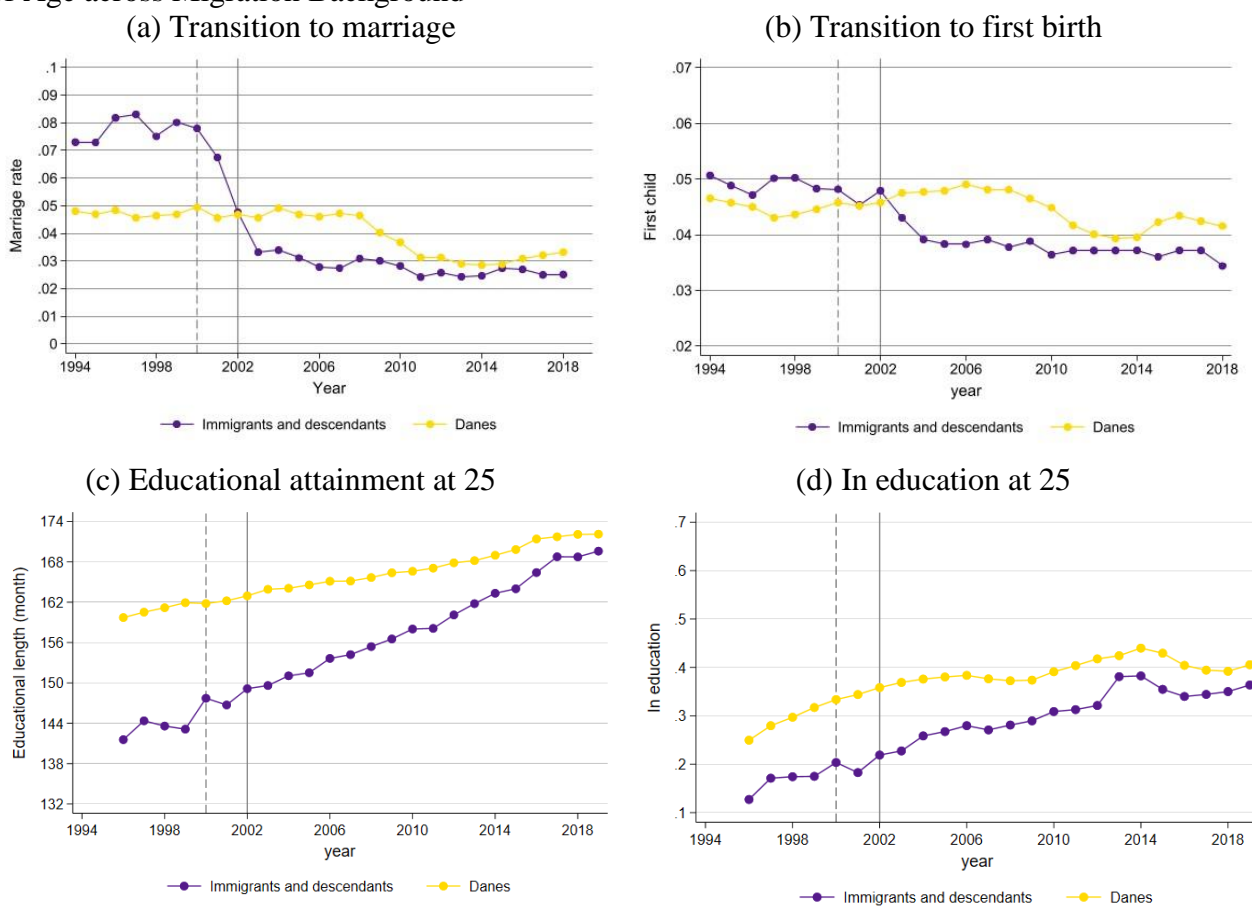 Age across Migration Background
(a) Transition to marriage
(b) Transition to first birth
.1
.09
.08
.07
.06
.05
.04
.03
.02
.01
0
Marriage rate
1994 1998 2002 2006 2010 2014 2018
Year
Immigrants and descendants Danes
.07
.06
.05
.04
.03
.02
First child
1994 1998 2002 2006 2010 2014 2018
year
Immigrants and descendants Danes
(c) Educational attainment at 25
(d) In education at 25
174
168
162
156
150
144
138
132
Educational length (month)
1994 1998 2002 2006 2010 2014 2018
year
Immigrants and descendants Danes
.7
.6
.5
.4
.3
.2
.1
In education
1994 1998 2002 2006 2010 2014 2018
year
Immigrants and descendants Danes